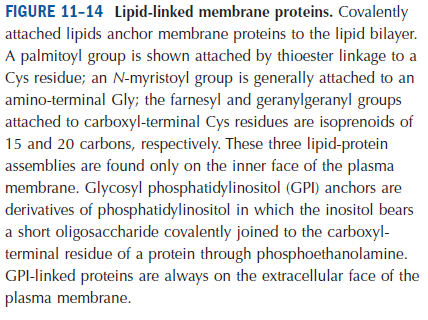 FIGURE 11–14 Lipid-linked membrane proteins. Covalently
attached lipids anchor membrane proteins to the lipid bilayer.
A palmitoyl group is shown attached by thioester linkage to a
Cys residue; an N-myristoyl group is generally attached to an
amino-terminal Gly; the farnesyl and geranylgeranyl groups
attached to carboxyl-terminal Cys residues are isoprenoids of
15 and 20 carbons, respectively. These three lipid-protein
assemblies are found only on the inner face of the plasma
membrane. Glycosyl phosphatidylinositol (GPI) anchors are
derivatives of phosphatidylinositol in which the inositol bears
a short oligosaccharide covalently joined to the carboxyl-
terminal residue of a protein through phosphoethanolamine.
GPI-linked proteins are always on the extracellular face of the
plasma membrane.